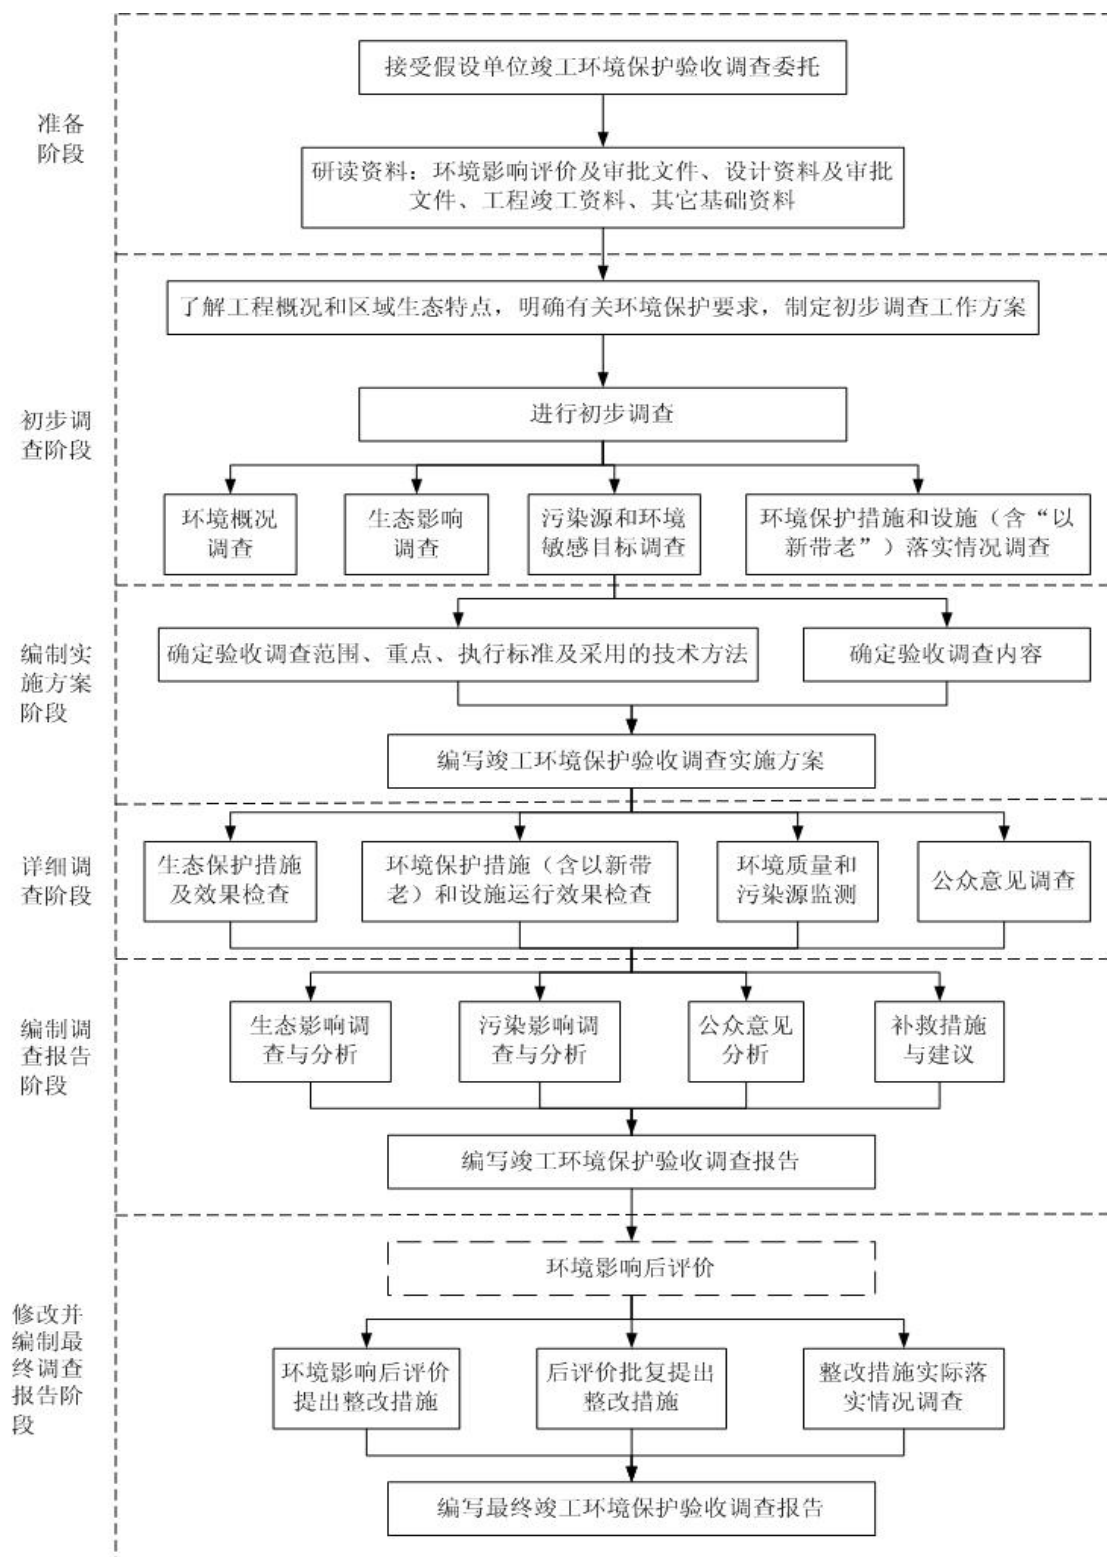 准备
阶段
接受假设单位竣工环境保护验收调查委托
研读资料：环境影响评价及审批文件、设计资料及审批
文件、工程竣工资料、其它基础资料
初步调
查阶段
了解工程概况和区域生态特点，明确有关环境保护要求，制定初步调查工作方案
进行初步调查
环境概况
调查
生态影响
调查
污染源和环境
敏感目标调查
环境保护措施和设施（含“以
新带老”）落实情况调查
编制实
施方案
阶段
确定验收调查范围、重点、执行标准及采用的技术方法
确定验收调查内容
编写竣工环境保护验收调查实施方案
详细调
查阶段
生态保护措施
及效果检查
环境保护措施（含以新带
老）和设施运行效果检查
环境质量和
污染源监测
公众意见调查
编制调
查报告
阶段
生态影响调
查与分析
污染影响调
查与分析
公众意见
分析
补救措施
与建议
编写竣工环境保护验收调查报告
修改并
编制最
终调查
报告阶
段
环境影响后评价
环境影响后评价
提出整改措施
后评价批复提出
整改措施
整改措施实际落
实情况调查
编写最终竣工环境保护验收调查报告